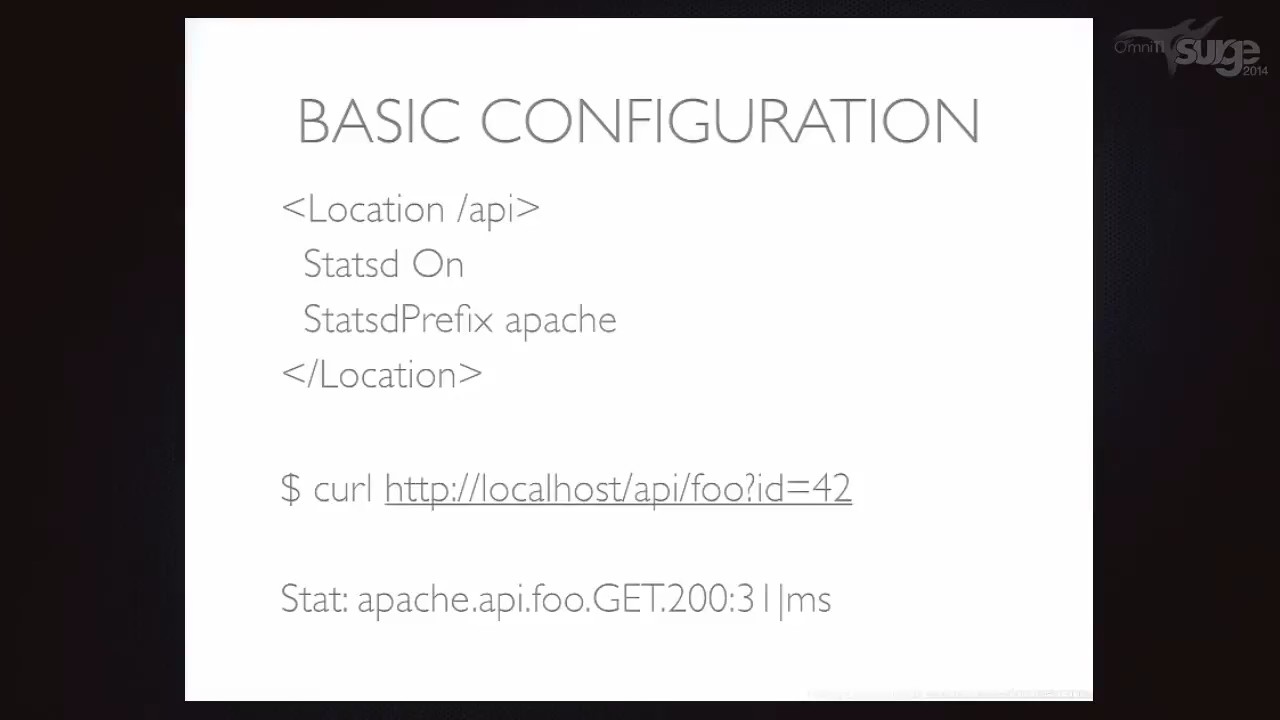 OmniTI
surge
2014
BASIC CONFIGURATION
<Location /api>
Statsd On
StatsdPrefix apache
</Location>
$ curl http://localhost/api/foo?id=42
Stat: apache.api.foo.GET.200:31|ms